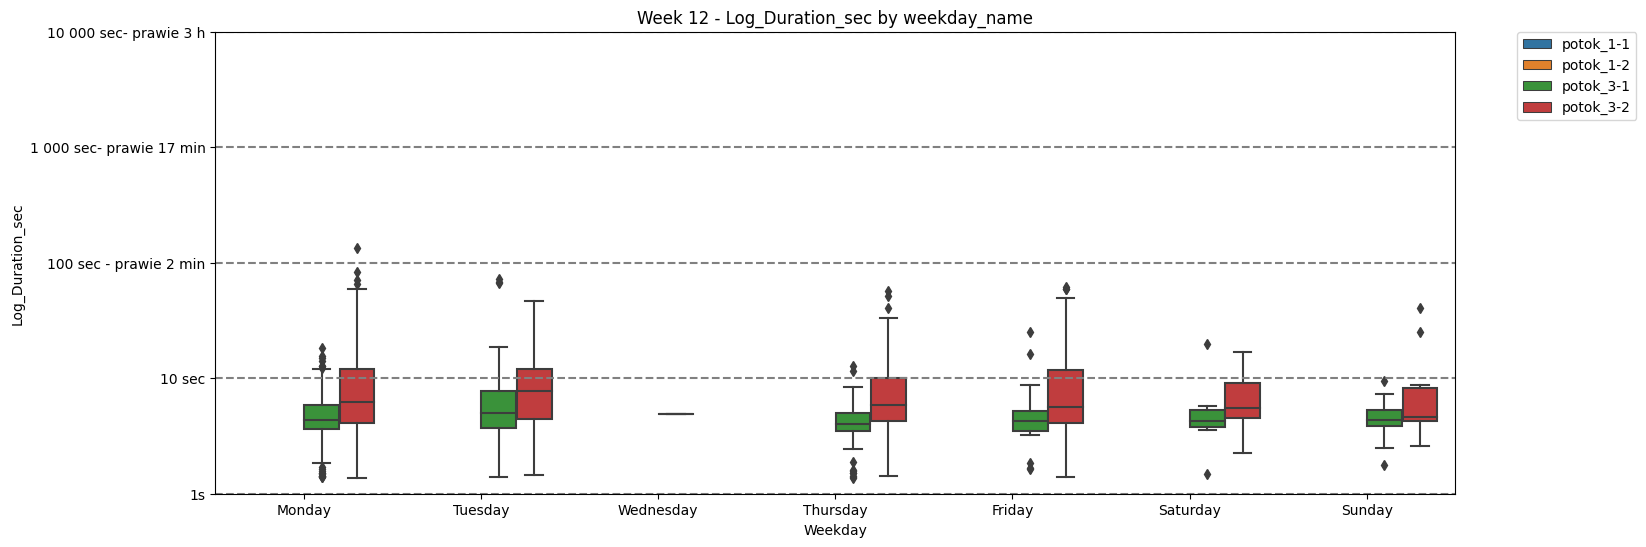 Week 12 - Log_Duration_sec by weekday_name
10 000 sec- prawie 3 h
1 000 sec- prawie 17 min
100 sec - prawie 2 min
10 sec
1s
Log_Duration_sec
Monday
Tuesday
Wednesday
Thursday
Friday
Saturday
Sunday
Weekday
potok_1-1
potok_1-2
potok_3-1
potok_3-2